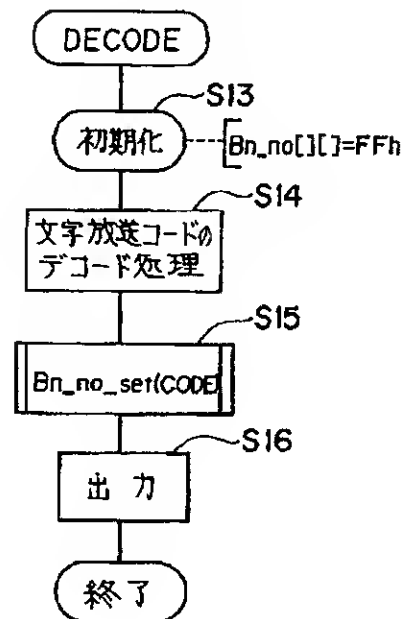 DECODE
S13
初期化
Bn_no[][]=FFh
S14
文字放送コードの
デコード処理
S15
Bn_no_set(CODE)
S16
出力
終了